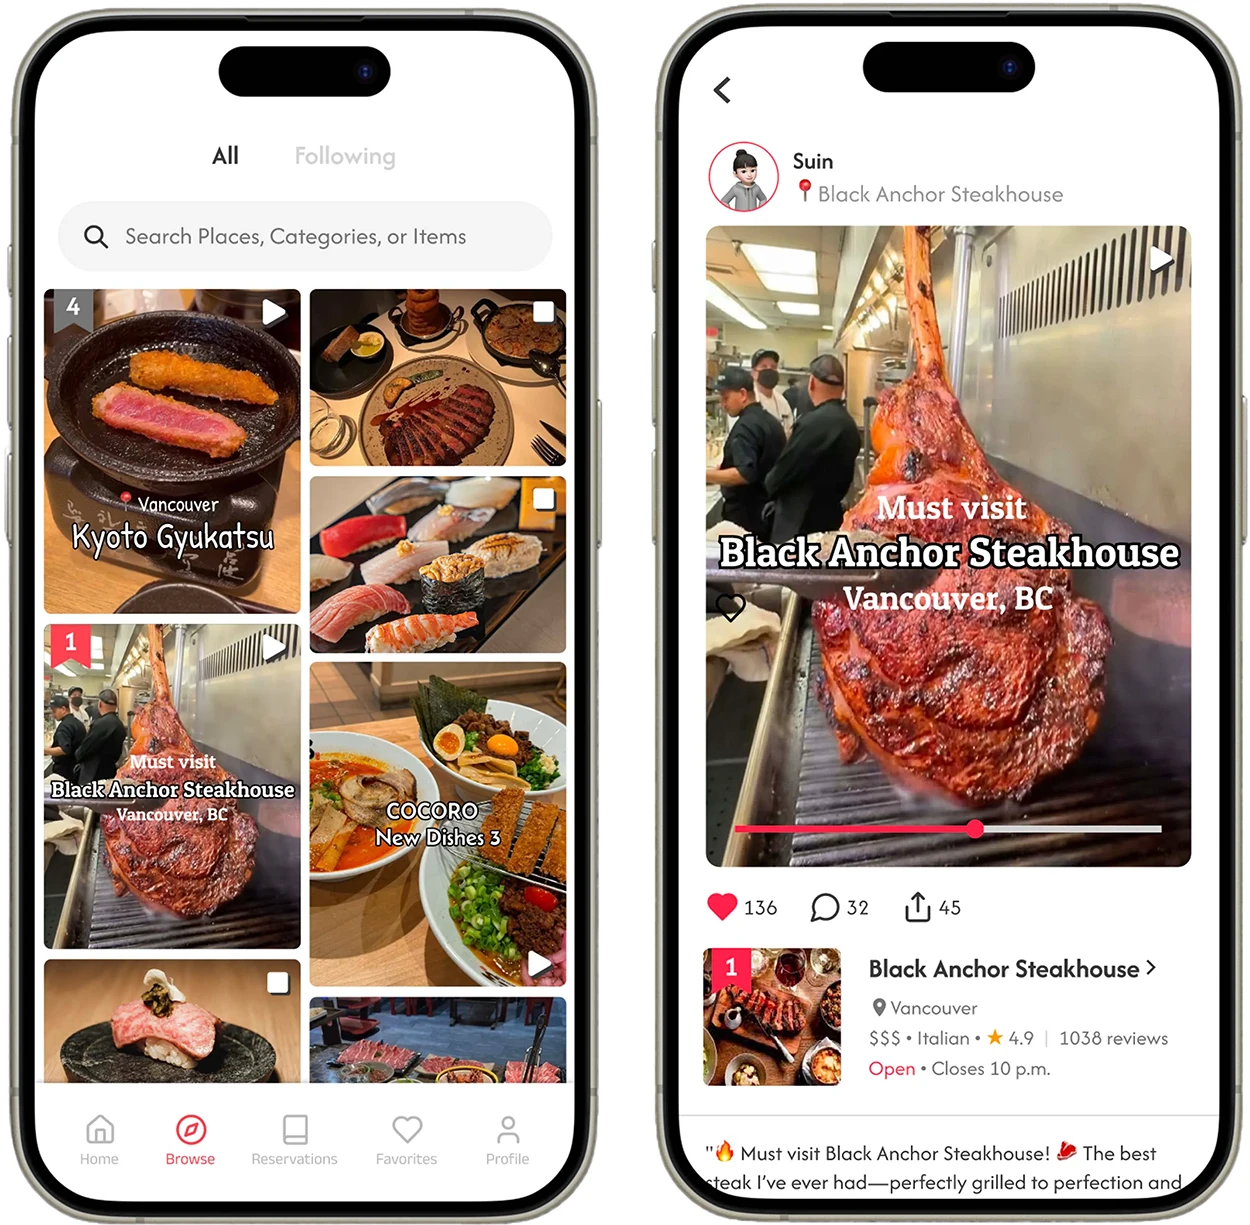 All
Following
Search Places, Categories, or Items
4
📍 Vancouver
Kyoto Gyukatsu
1
Must visit
Black Anchor Steakhouse
Vancouver, BC
COCORO
New Dishes 3
Home
Browse
Reservations
Favorites
Profile
Suin
📍 Black Anchor Steakhouse
Must visit
Black Anchor Steakhouse
Vancouver, BC
136
32
45
1
Black Anchor Steakhouse >
Vancouver
$$$ • Italian • ★ 4.9 | 1038 reviews
Open • Closes 10 p.m.
"🔥 Must visit Black Anchor Steakhouse! 🥩 The best
steak I've ever had—perfectly grilled to perfection and